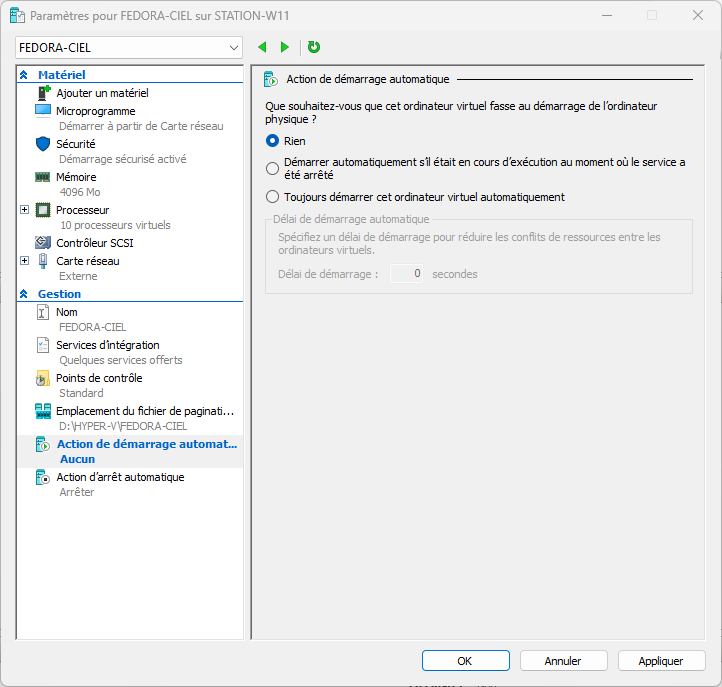 Paramètres pour FEDORA-CIEL sur STATION-W11
FEDORA-CIEL
Matériel
Ajouter un matériel
Microprogramme
Démarrer à partir de Carte réseau
Sécurité
Démarrage sécurisé activé
Mémoire
4096 Mo
Processeur
10 processeurs virtuels
Contrôleur SCSI
Carte réseau
Externe
Gestion
Nom
FEDORA-CIEL
Services d'intégration
Quelques services offerts
Points de contrôle
Standard
Emplacement du fichier de paginati...
D:\HYPER-V\FEDORA-CIEL
Action de démarrage automat...
Aucun
Action d'arrêt automatique
Arrêter
Action de démarrage automatique
Que souhaitez-vous que cet ordinateur virtuel fasse au démarrage de l'ordinateur
physique ?
Rien
Démarrer automatiquement s'il était en cours d'exécution au moment où le service a
été arrêté
Toujours démarrer cet ordinateur virtuel automatiquement
Délai de démarrage automatique
Spécifiez un délai de démarrage pour réduire les conflits de ressources entre les
ordinateurs virtuels.
Délai de démarrage : 0 secondes
OK Annuler Appliquer